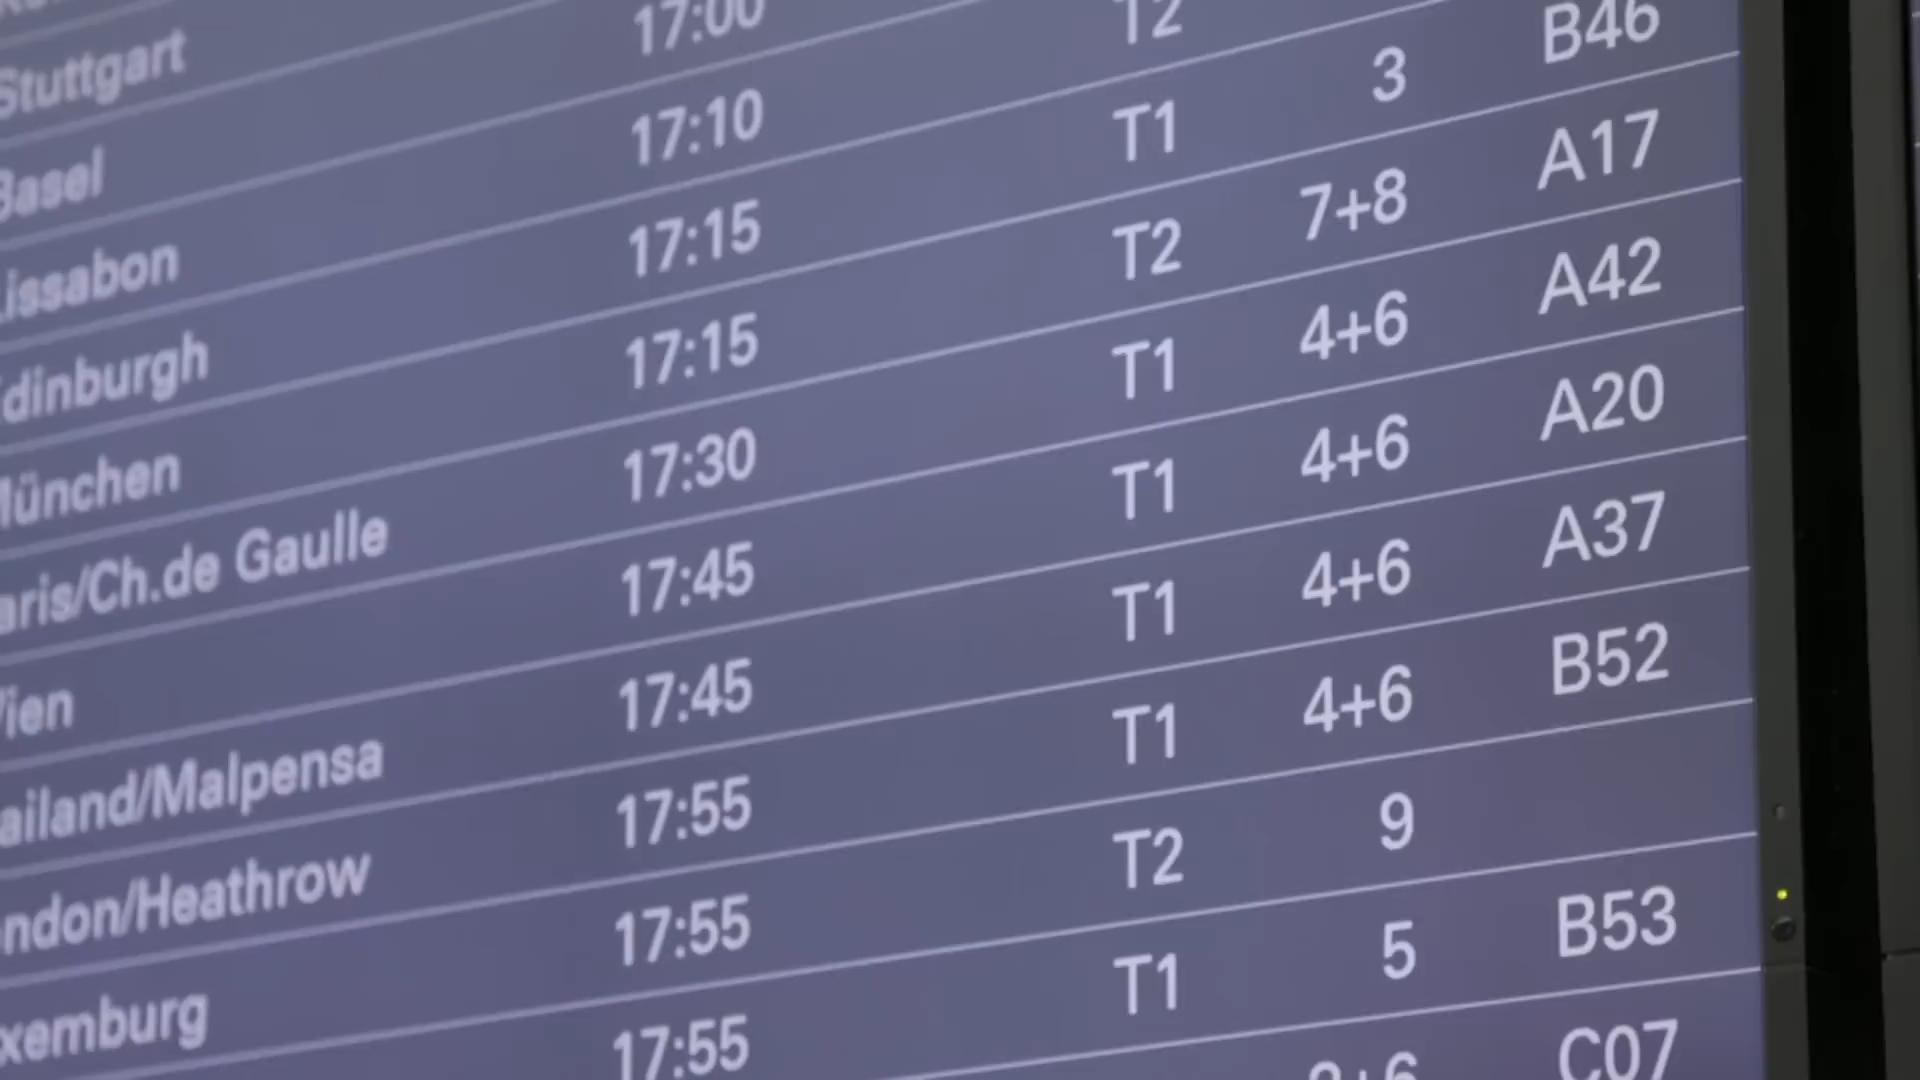 Stuttgart
Basel 17:00
Lissabon 17:10 T2
dinburgh 17:15 T1 3 B46
ünchen 17:15 T2 7+8 A17
aris/Ch.de Gaulle 17:30 T1 4+6 A42
ien 17:45 T1 4+6 A20
ailand/Malpensa 17:45 T1 4+6 A37
ndon/Heathrow 17:55 T1 4+6 B52
xemburg 17:55 T2 9
17:55 T1 5 B53
C07